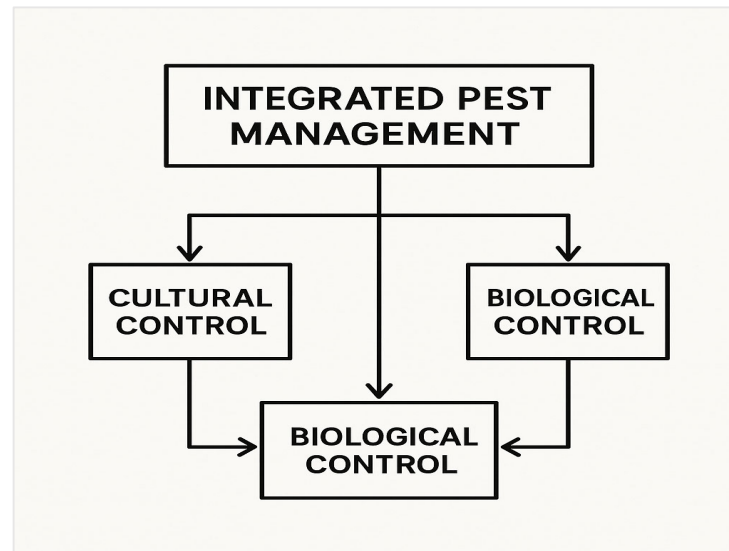 INTEGRATED PEST
MANAGEMENT
CULTURAL
CONTROL
BIOLOGICAL
CONTROL
BIOLOGICAL
CONTROL